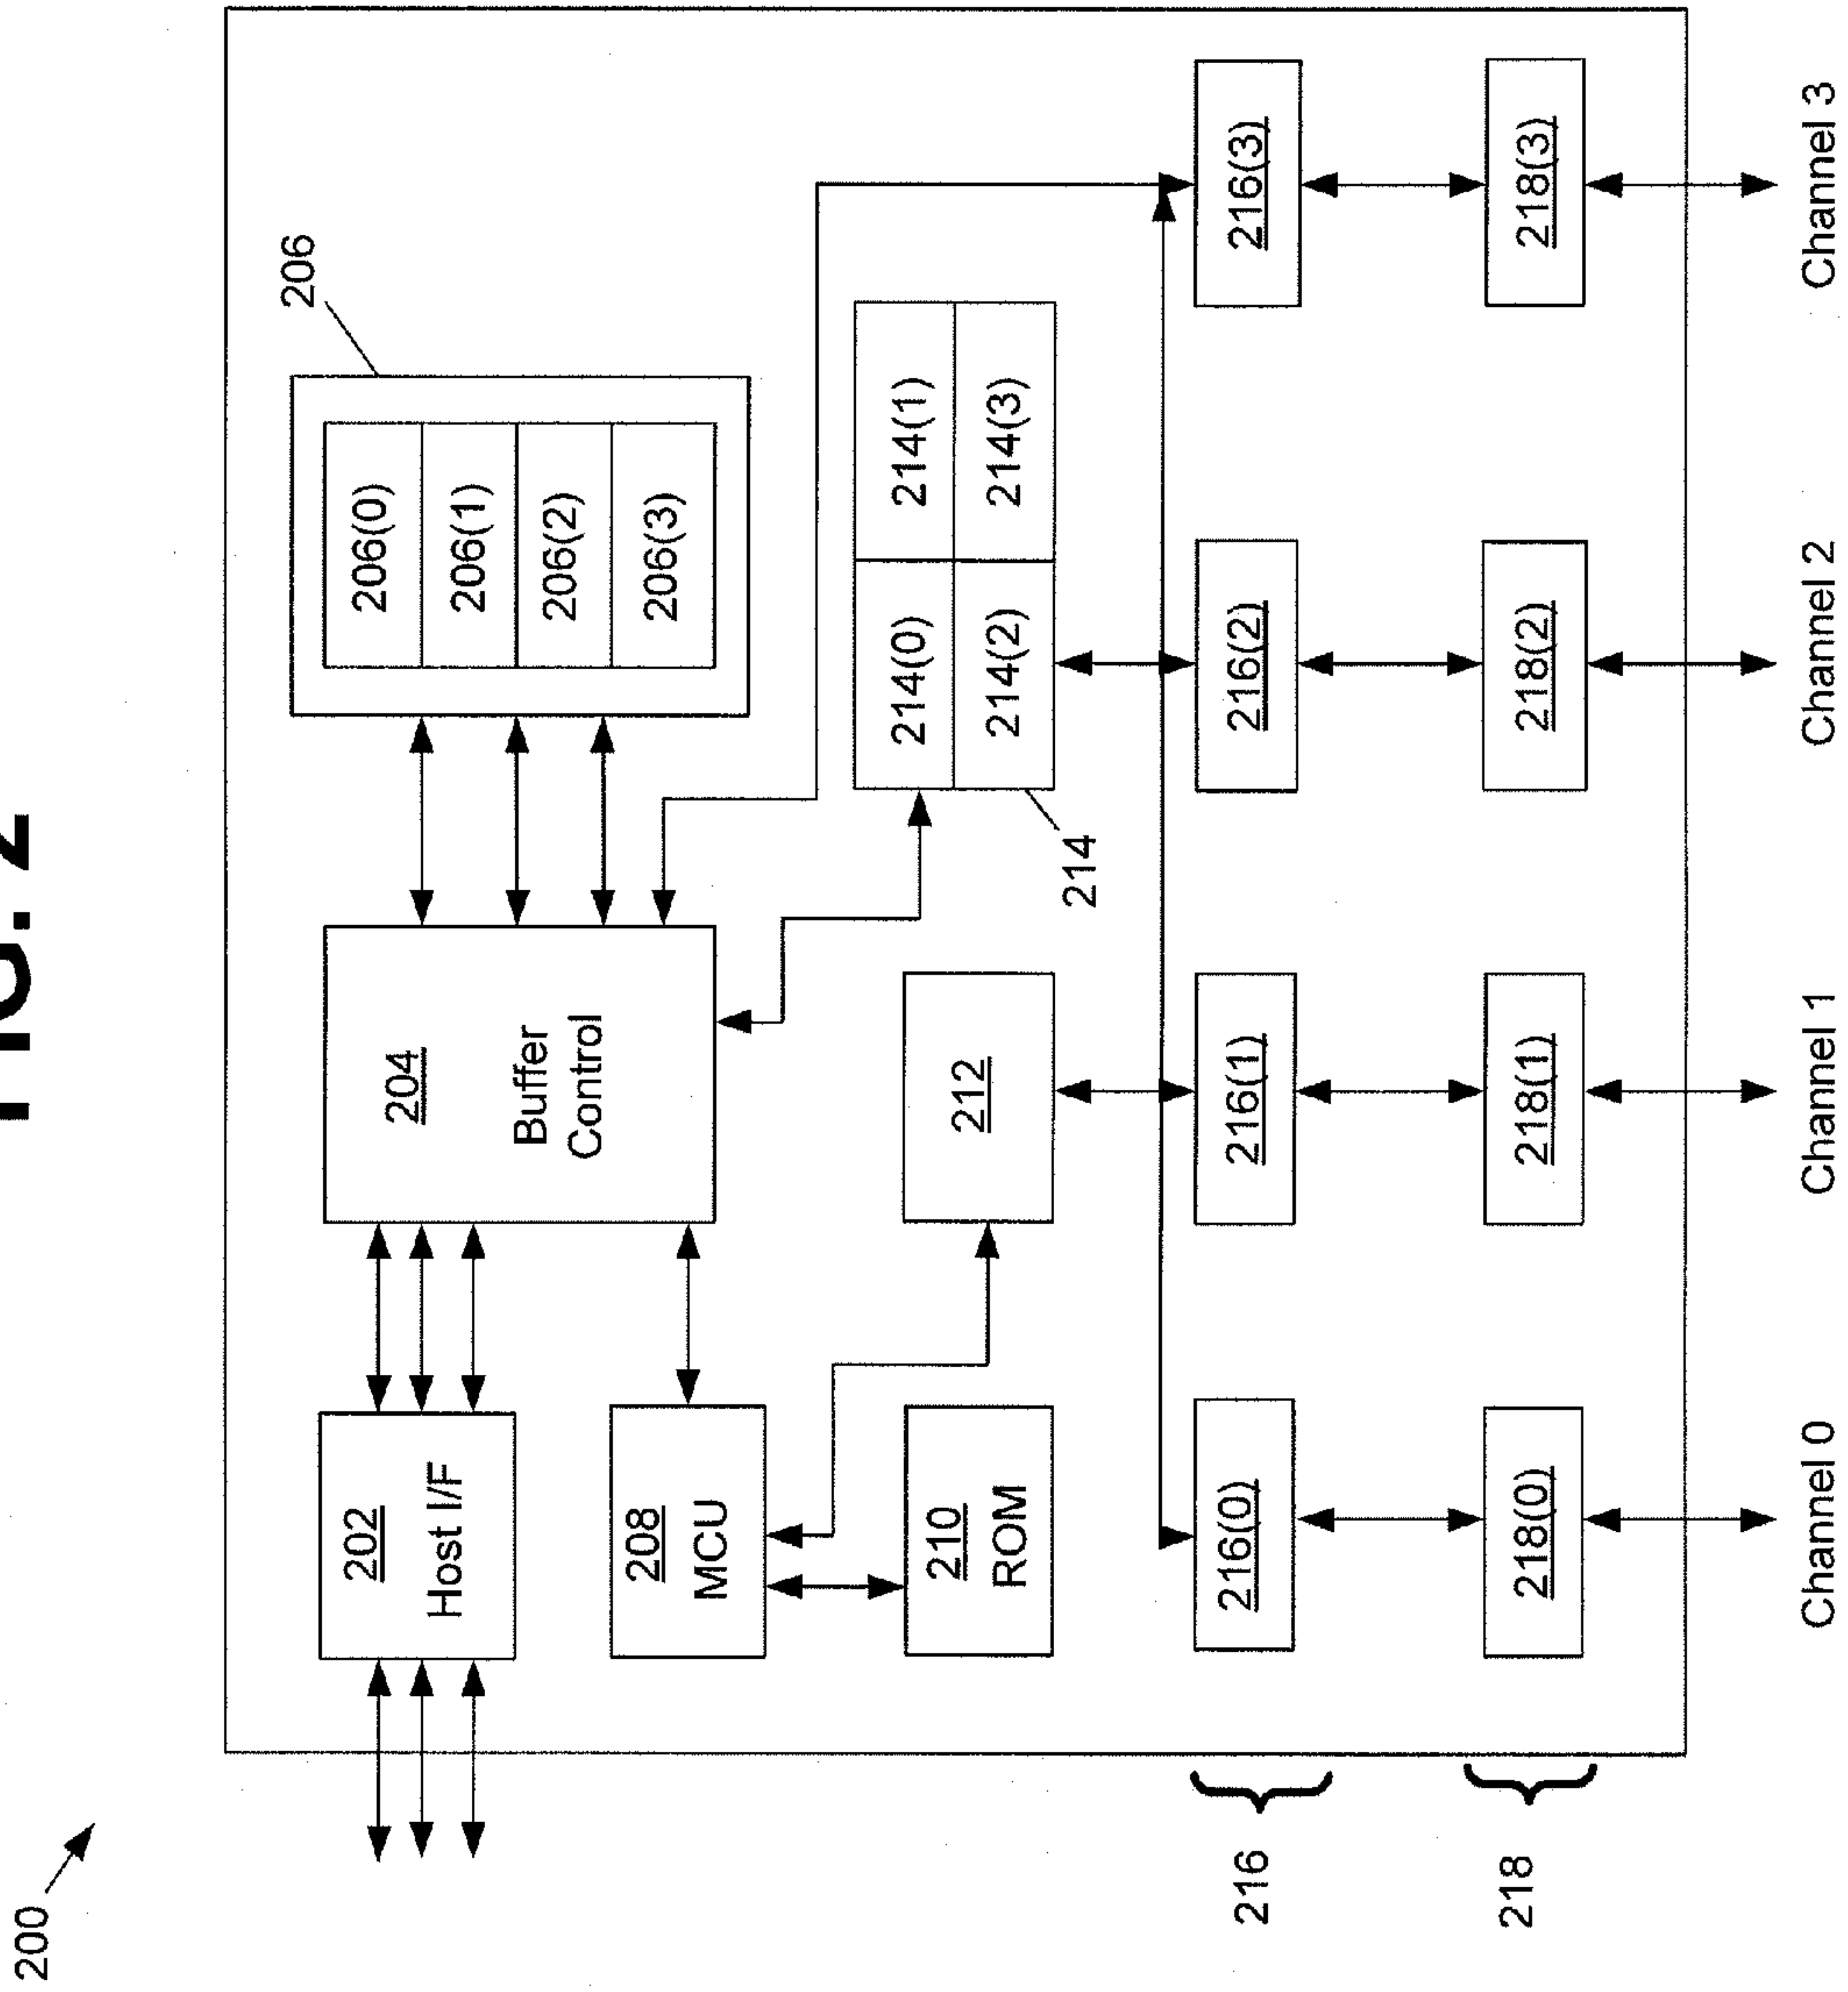 FIG. 2
200
206
202
Host I/F
204
Buffer
Control
206(0)
206(1)
206(2)
206(3)
208
MCU
210
ROM
212
214(0)
214(1)
214(2)
214(3)
214
216
216(0)
216(1)
216(2)
216(3)
218
218(0)
218(1)
218(2)
218(3)
Channel 0
Channel 1
Channel 2
Channel 3